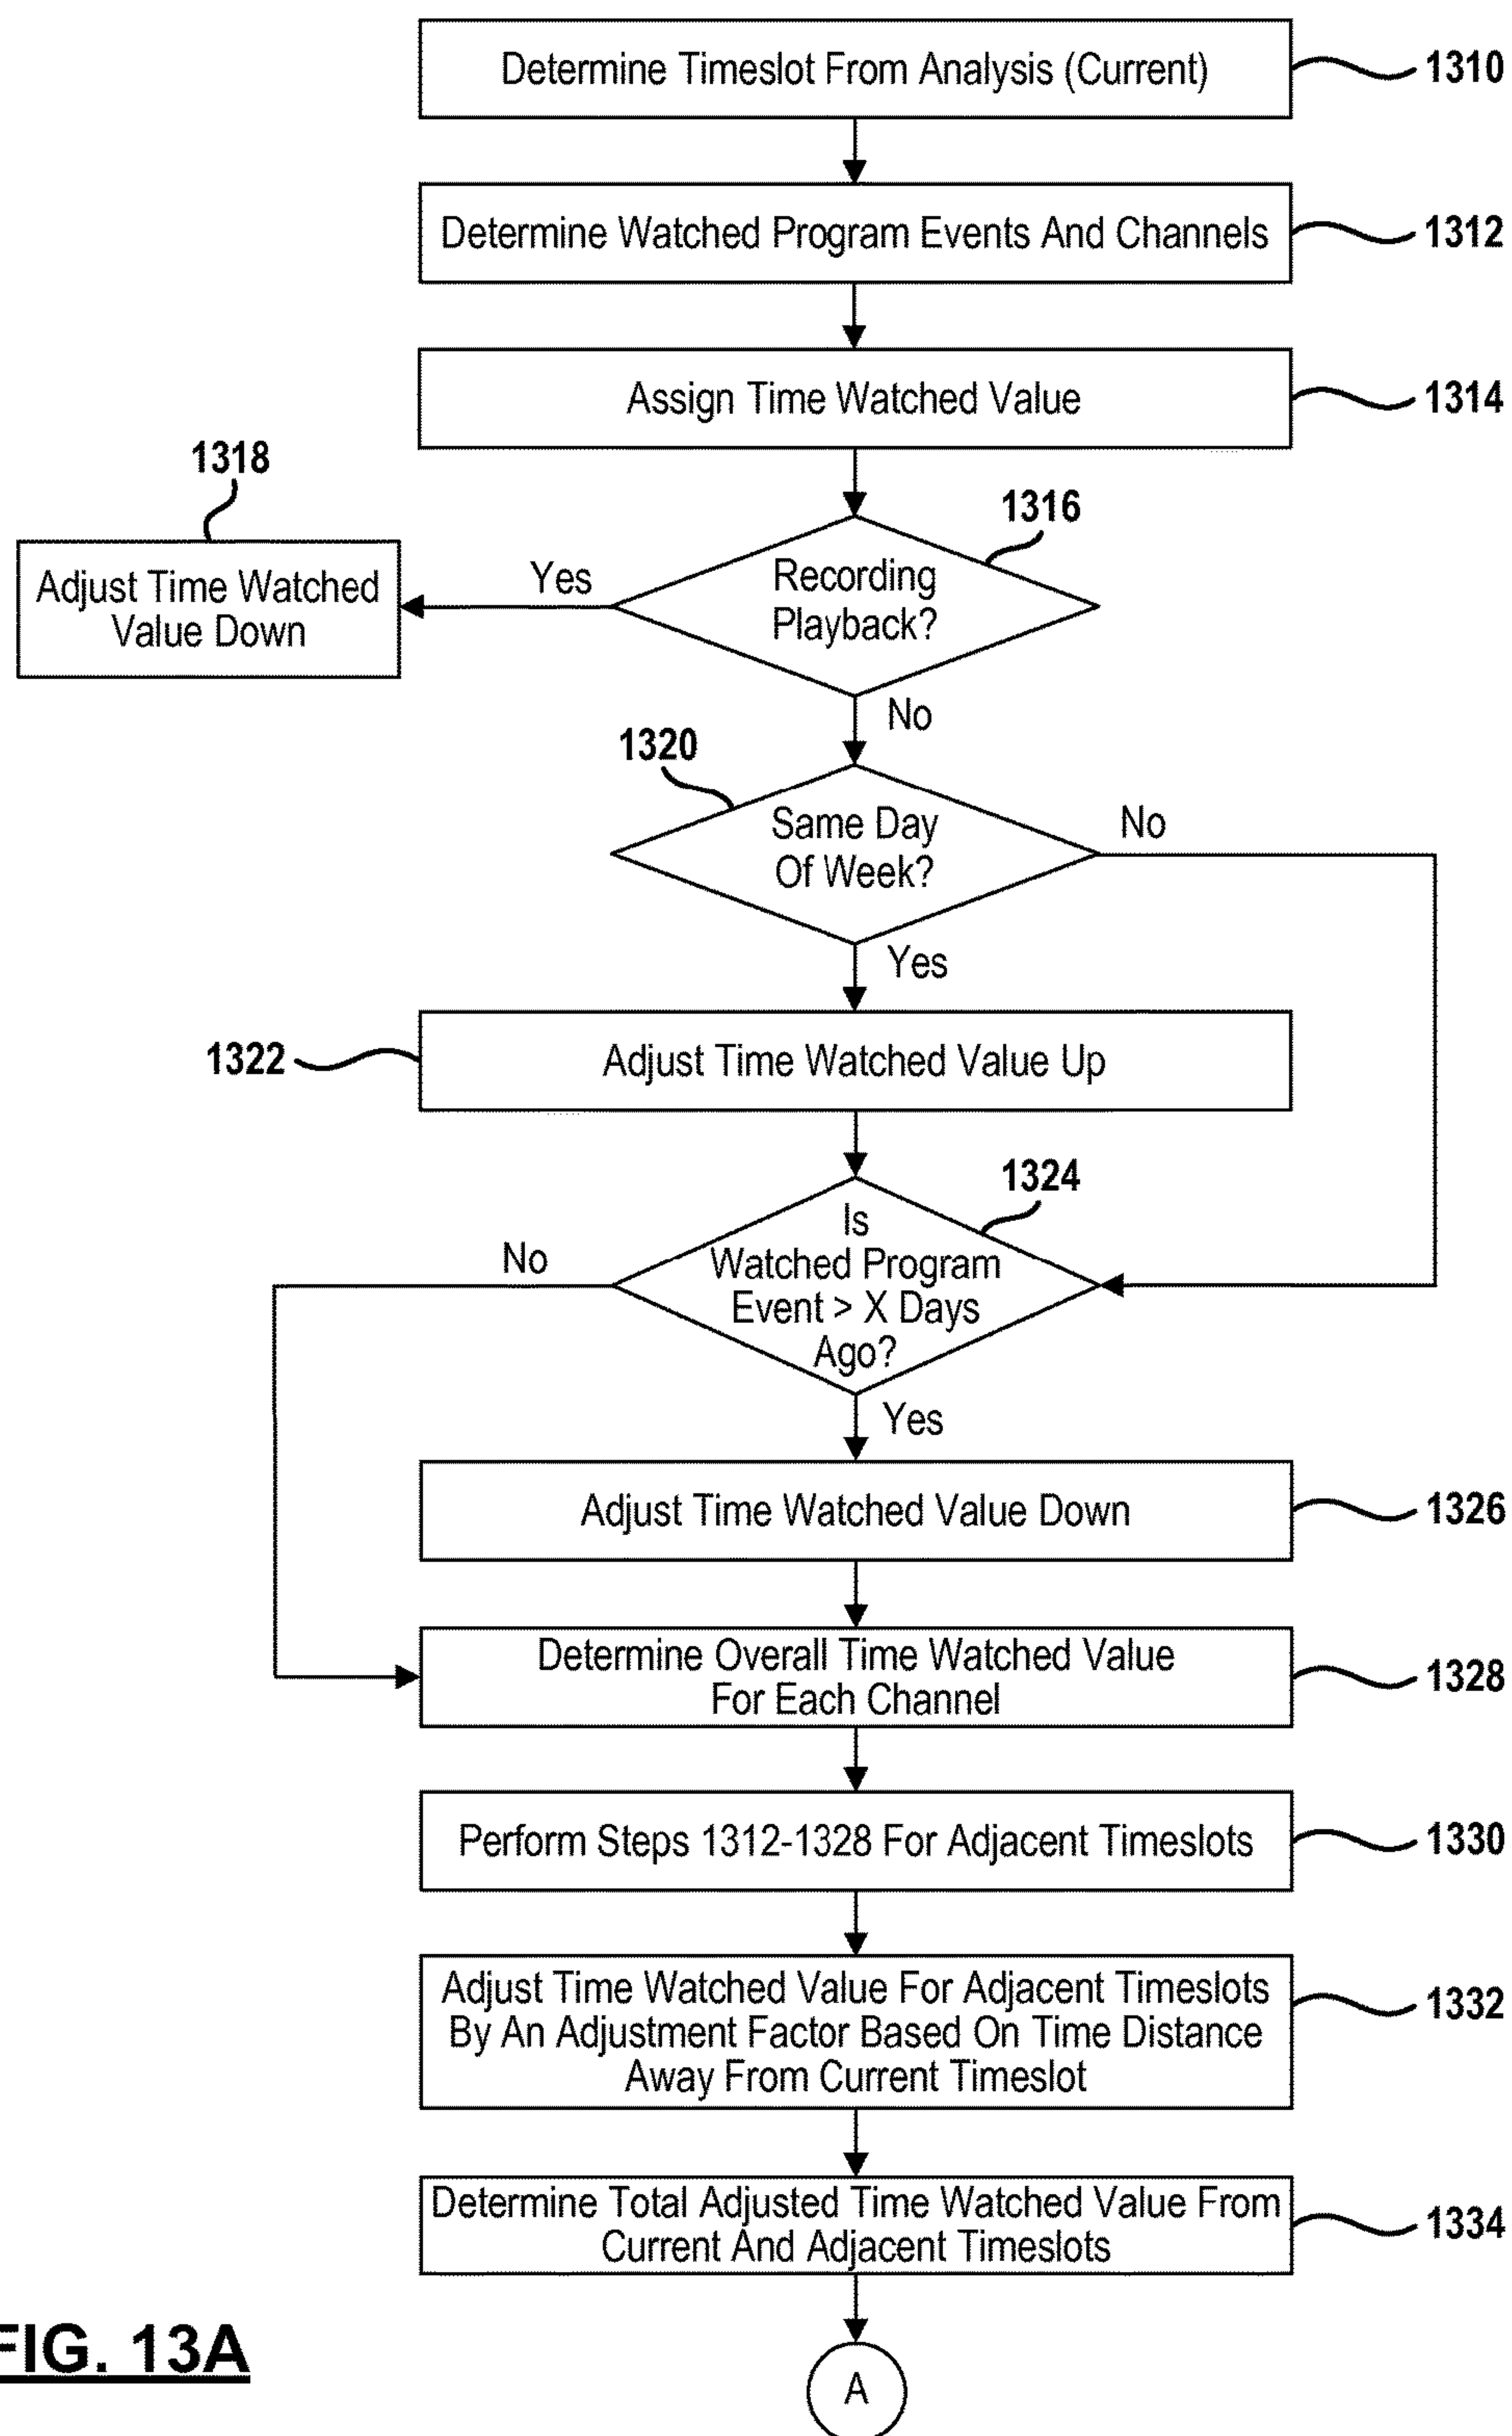 Determine Timeslot From Analysis (Current)
1310
Determine Watched Program Events And Channels
1312
Assign Time Watched Value
1314
1318
Adjust Time Watched
Value Down
Yes
1316
Recording
Playback?
No
1320
Same Day
Of Week?
No
Yes
1322
Adjust Time Watched Value Up
1324
Is
Watched Program
Event > X Days
Ago?
No
Yes
Adjust Time Watched Value Down
1326
Determine Overall Time Watched Value
For Each Channel
1328
Perform Steps 1312-1328 For Adjacent Timeslots
1330
Adjust Time Watched Value For Adjacent Timeslots
By An Adjustment Factor Based On Time Distance
Away From Current Timeslot
1332
Determine Total Adjusted Time Watched Value From
Current And Adjacent Timeslots
1334
FIG. 13A
A